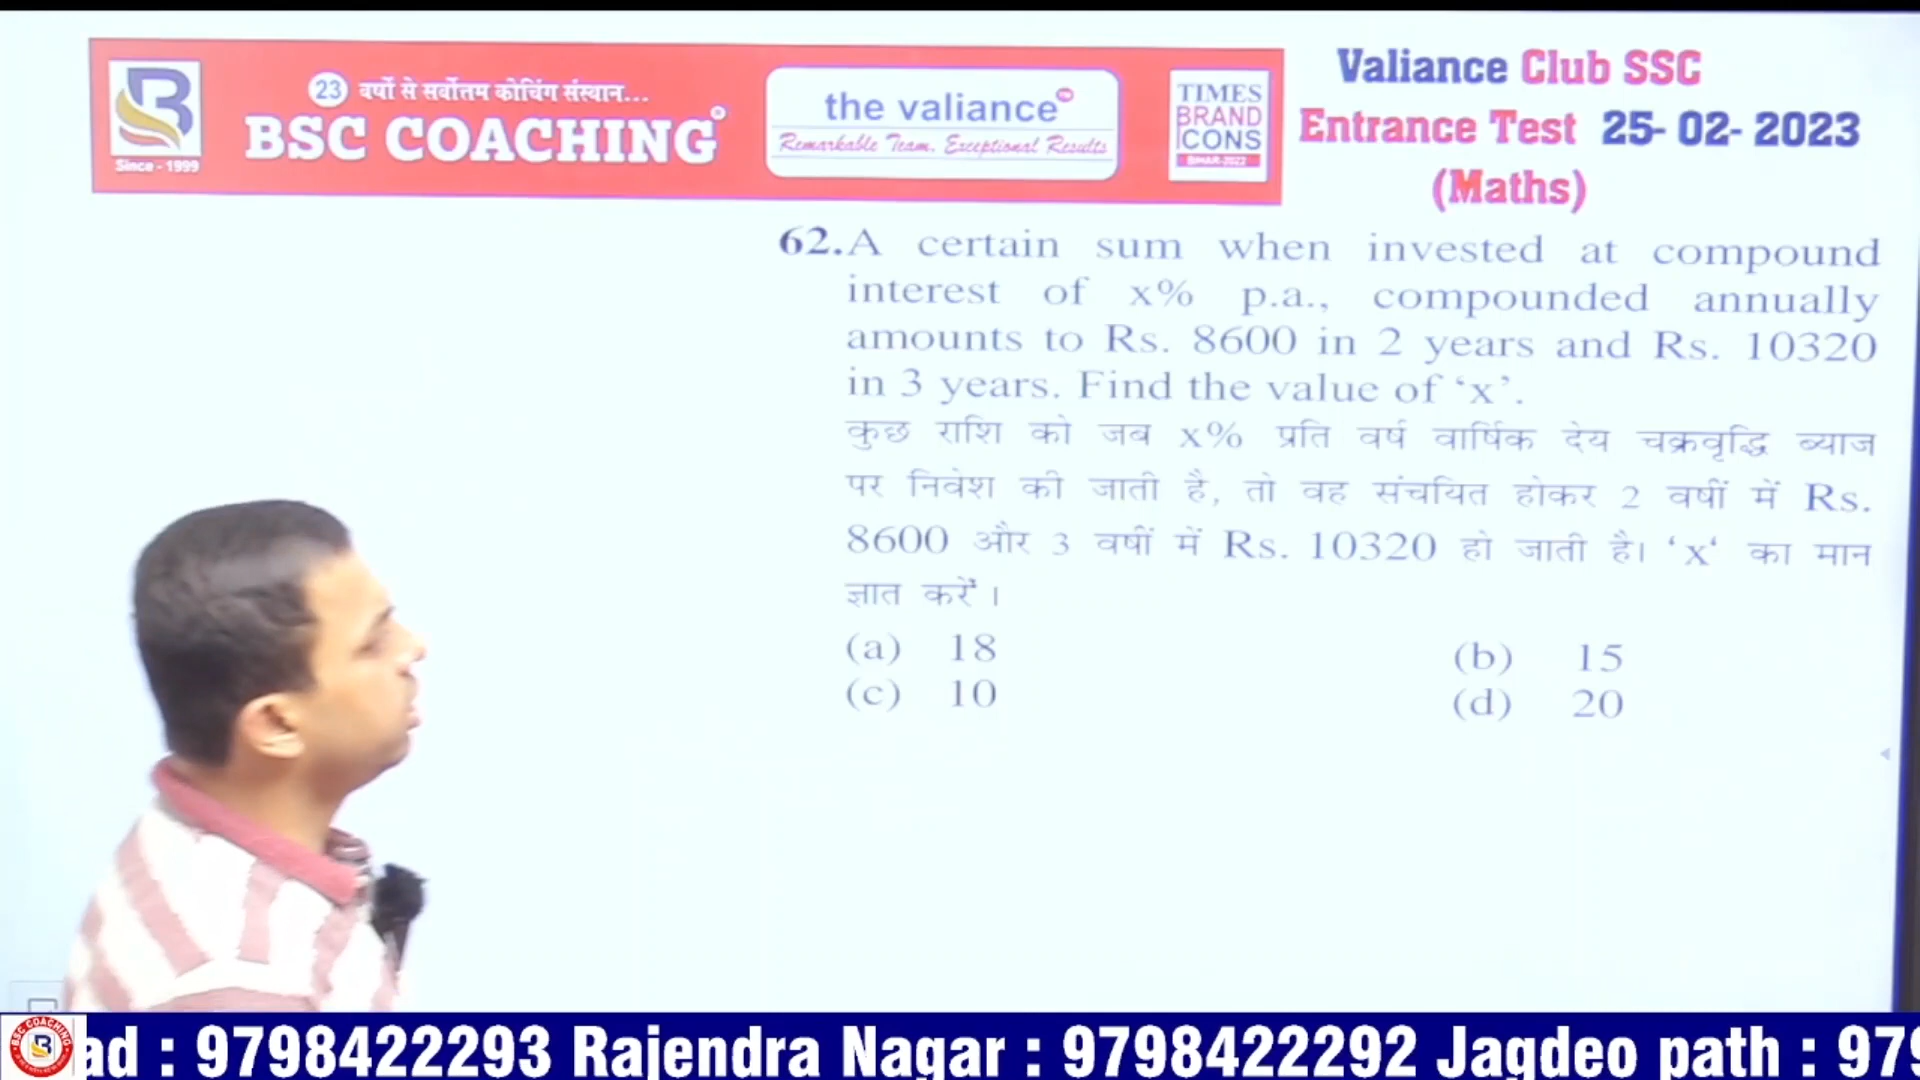 23 वर्षो से सर्वोत्तम कोचिंग संस्थान...
BSC COACHING
Since - 1999
the valiance
Remarkable Team. Exceptional Results
TIMES
BRAND
ICONS
BIHAR-2022
Valiance Club SSC
Entrance Test 25- 02- 2023
(Maths)
62. A certain sum when invested at compound
interest of x% p.a., compounded annually
amounts to Rs. 8600 in 2 years and Rs. 10320
in 3 years. Find the value of ‘x’.
कुछ राशि को जब x% प्रति वर्ष वार्षिक देय चक्रवृद्धि ब्याज
पर निवेश की जाती है, तो वह संचयित होकर 2 वर्षों में Rs.
8600 और 3 वर्षों में Rs. 10320 हो जाती है। ‘x‘ का मान
ज्ञात करें ।
(a) 18 (b) 15
(c) 10 (d) 20
BSC COACHING
ad : 9798422293 Rajendra Nagar : 9798422292 Jagdeo path : 979